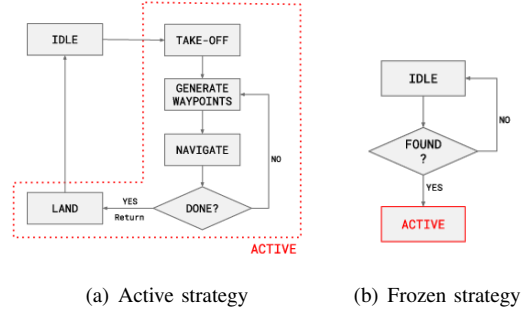 IDLE
TAKE-OFF
GENERATE
WAYPOINTS
NAVIGATE
NO
LAND
YES
Return
DONE?
ACTIVE
(a) Active strategy
IDLE
NO
FOUND
?
YES
ACTIVE
(b) Frozen strategy